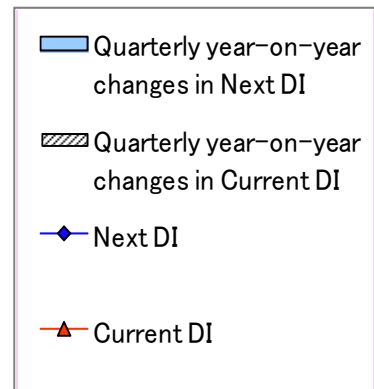 Quarterly year-on-year
changes in Next DI
Quarterly year-on-year
changes in Current DI
Next DI
Current DI